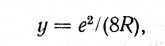 y = e²/(8R),